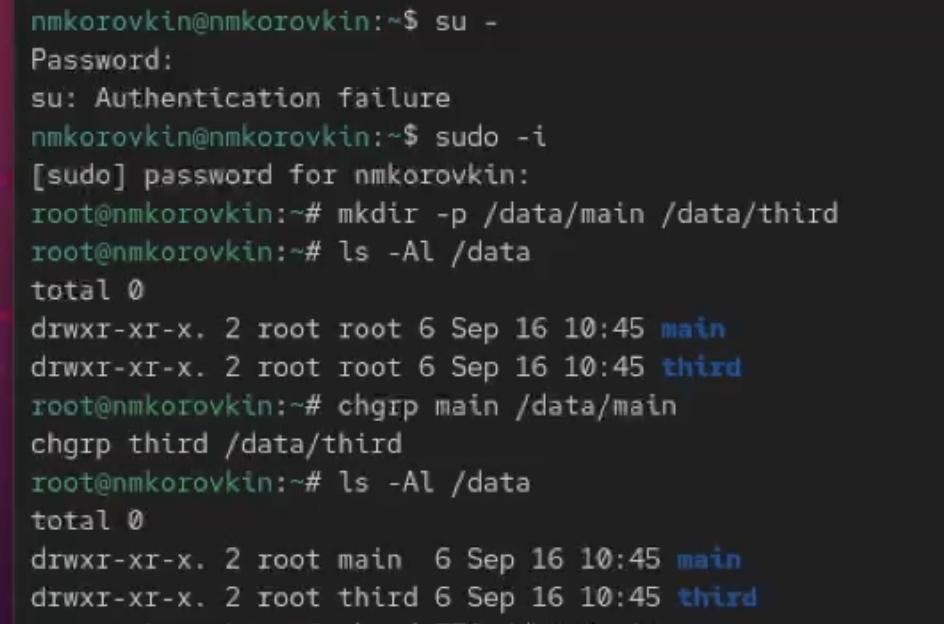 nmkorovkin@nmkorovkin:~$ su -
Password:
su: Authentication failure
nmkorovkin@nmkorovkin:~$ sudo -i
[sudo] password for nmkorovkin:
root@nmkorovkin:~# mkdir -p /data/main /data/third
root@nmkorovkin:~# ls -Al /data
total 0
drwxr-xr-x. 2 root root 6 Sep 16 10:45 main
drwxr-xr-x. 2 root root 6 Sep 16 10:45 third
root@nmkorovkin:~# chgrp main /data/main
chgrp third /data/third
root@nmkorovkin:~# ls -Al /data
total 0
drwxr-xr-x. 2 root main  6 Sep 16 10:45 main
drwxr-xr-x. 2 root third 6 Sep 16 10:45 third